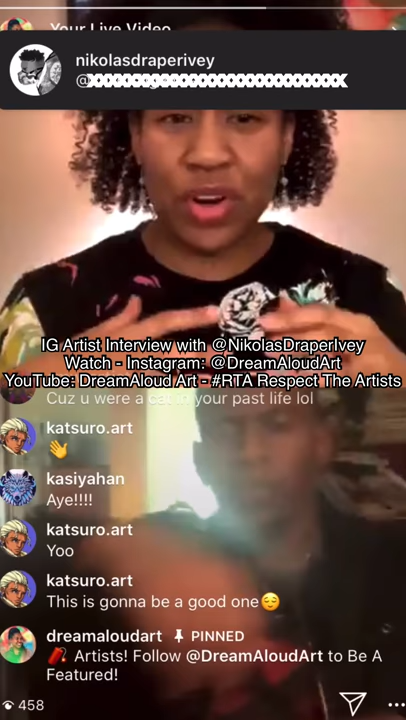 Your Live Video
nikolasdraperivey
IG Artist Interview with @NikolasDraperIvey
Watch - Instagram: @DreamAloudArt
YouTube: DreamAloud Art - #RTA Respect The Artists
Cuz u were a cat in your past life lol
katsuro.art
👋
kasiyahan
Aye!!!!
katsuro.art
Yoo
katsuro.art
This is gonna be a good one😌
dreamaloudart PINNED
🧨 Artists! Follow @DreamAloudArt to Be A
Featured!
458